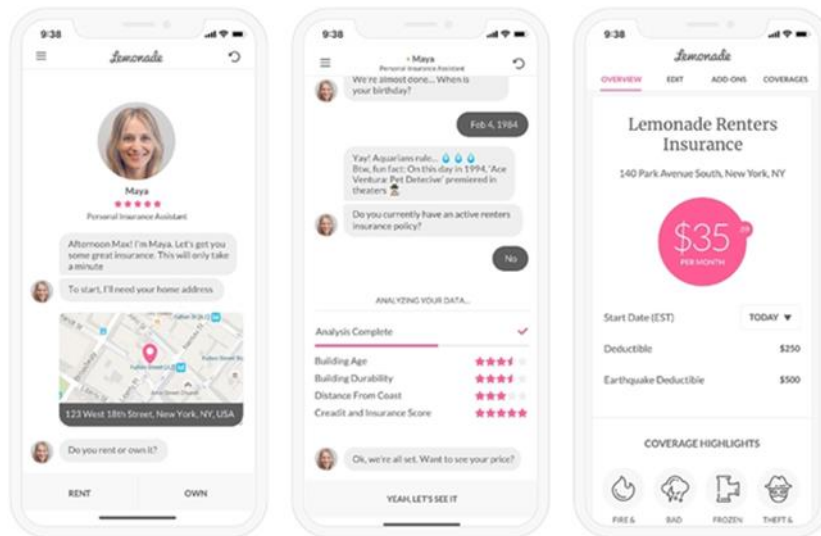 9:38
Lemonade
Maya
Personal Insurance Assistant
Afternoon Max! I'm Maya. Let's get you
some great insurance. This will only take
a minute
To start, I'll need your home address
123 West 18th Street, New York, NY, USA
Do you rent or own it?
RENT
OWN
9:38
Maya
Personal Insurance Assistant
We're almost done... When is
your birthday?
Feb 4, 1984
Yay! Aquarians rule...
Btw, fun fact: On this day in 1994, 'Ace
Ventura: Pet Detecive' premiered in
theaters
Do you currently have an active renters
insurance policy?
No
ANALYZING YOUR DATA...
Analysis Complete
Building Age
Building Durability
Distance From Coast
Creadit and Insurance Score
Ok, we're all set. Want to see your price?
YEAH, LET'S SEE IT
9:38
Lemonade
OVERVIEW EDIT ADD-ONS COVERAGES
Lemonade Renters
Insurance
140 Park Avenue South, New York, NY
$35
PER MONTH
Start Date (EST) TODAY ▼
Deductible $250
Earthquake Deductible $500
COVERAGE HIGHLIGHTS
FIRE & BAD FROZEN THEFT &